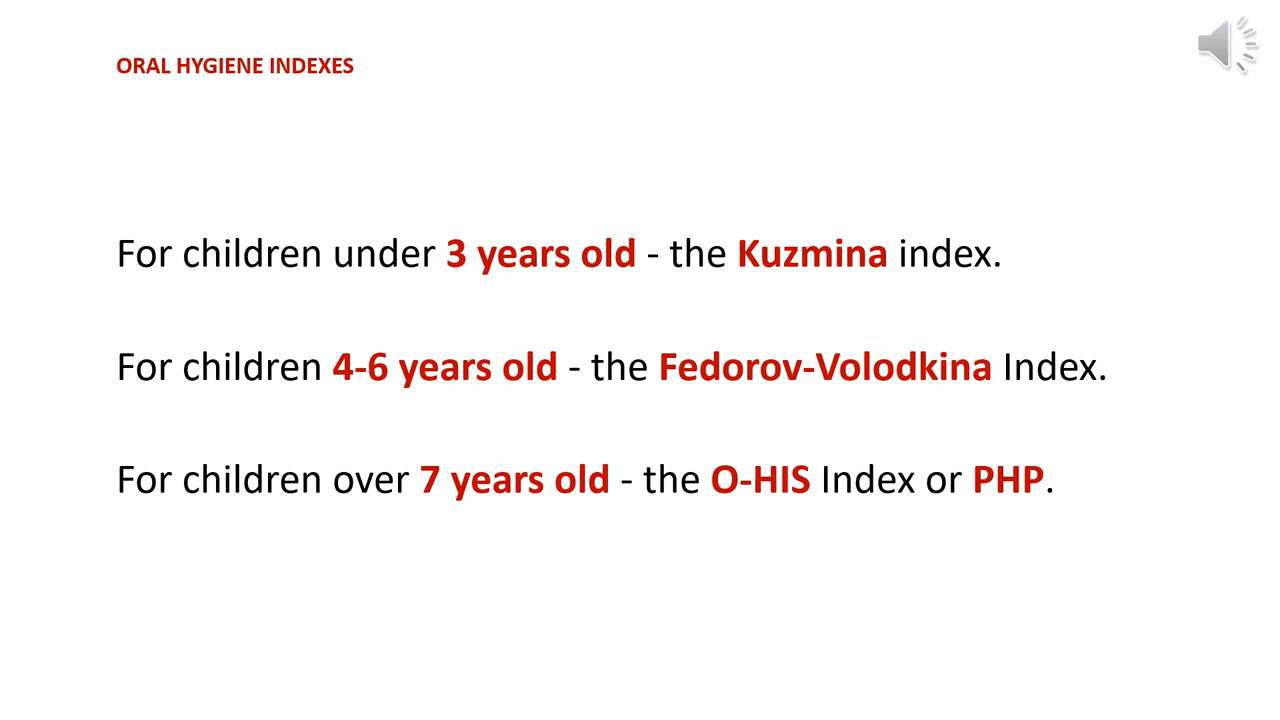 ORAL HYGIENE INDEXES
For children under 3 years old - the Kuzmina index.
For children 4-6 years old - the Fedorov-Volodkina Index.
For children over 7 years old - the O-HIS Index or PHP.